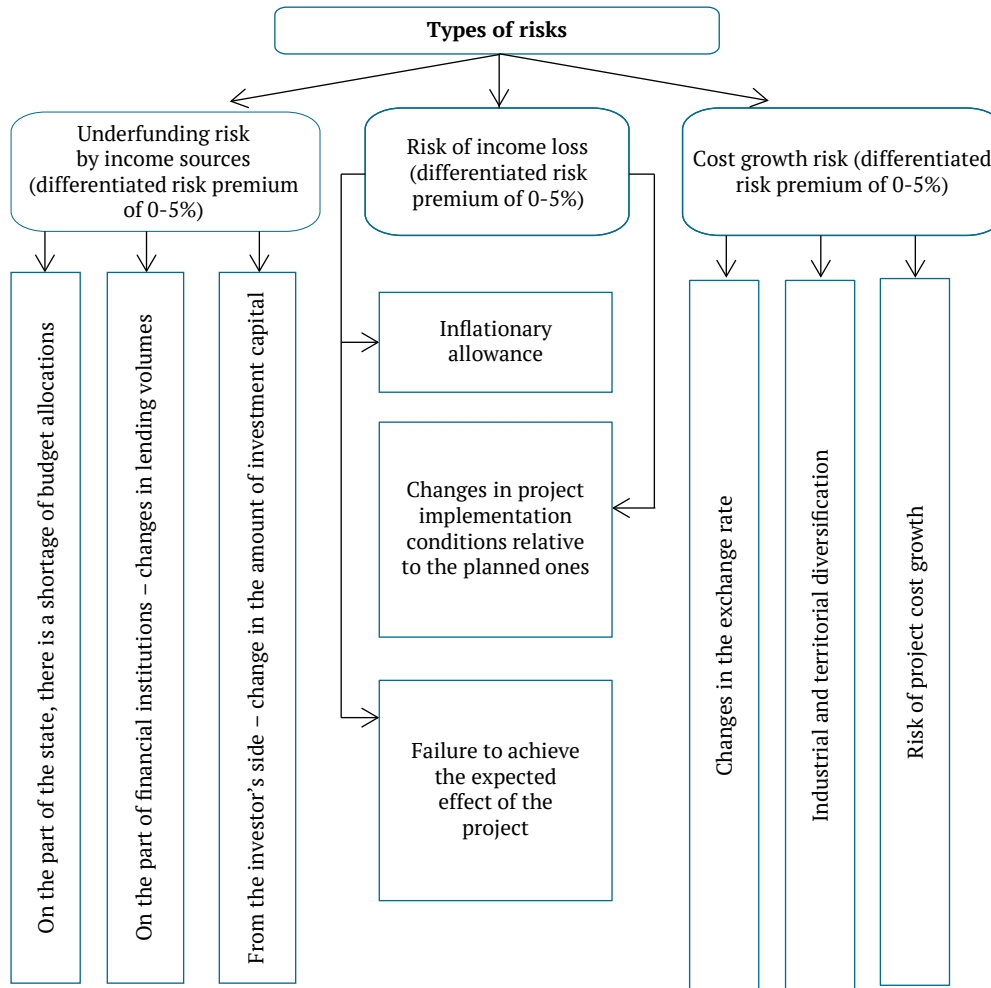 Types of risks
Underfunding risk
by income sources
(differentiated risk premium
of 0-5%)
Risk of income loss
(differentiated risk
premium of 0-5%)
Cost growth risk (differentiated
risk premium of 0-5%)
On the part of the state, there is a shortage of budget allocations
On the part of financial institutions – changes in lending volumes
From the investor’s side – change in the amount of investment capital
Inflationary
allowance
Changes in project
implementation
conditions relative
to the planned ones
Failure to achieve
the expected
effect of the
project
Changes in the exchange rate
Industrial and territorial diversification
Risk of project cost growth